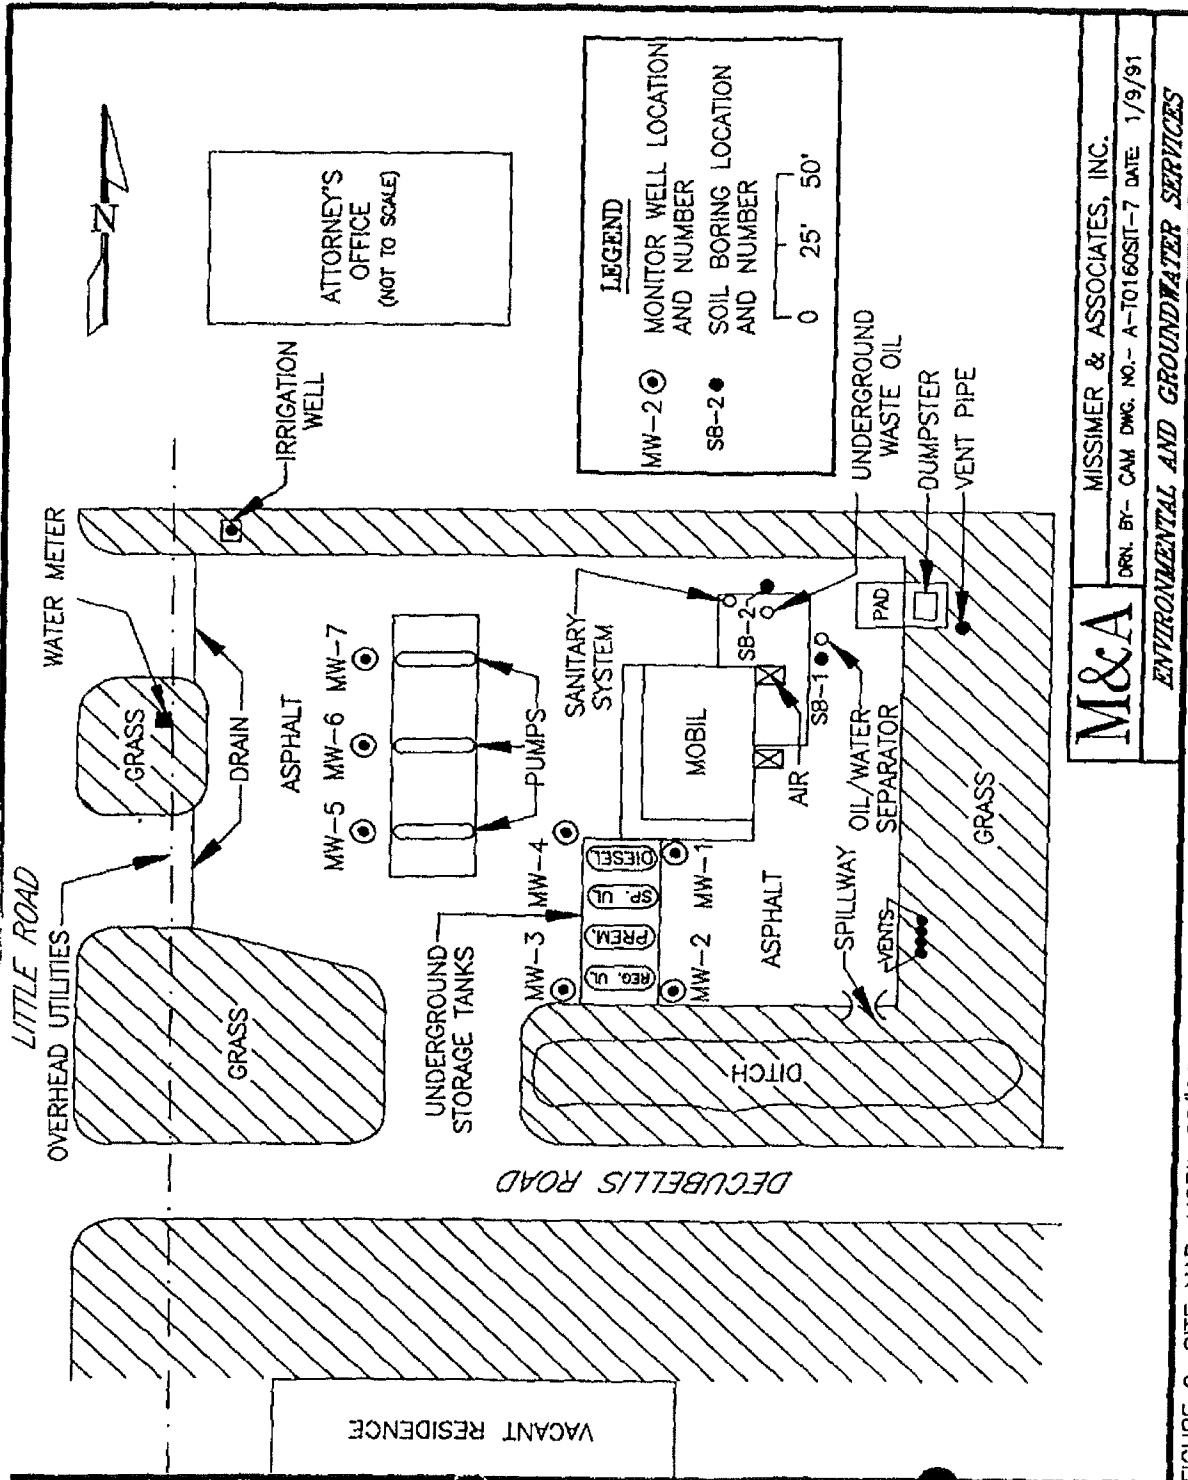 LITTLE ROAD
OVERHEAD UTILITIES
WATER METER
N
GRASS
GRASS
DRAIN
ASPHALT
IRRIGATION
WELL
ATTORNEY'S
OFFICE
(NOT TO SCALE)
MW-5 MW-6 MW-7
PUMPS
UNDERGROUND
STORAGE TANKS
MW-3 MW-4
REG. UL
PREM.
SP. UL
DIESEL
MW-2 MW-1
SANITARY
SYSTEM
MOBIL
SB-2
SB-1
AIR
OIL/WATER
SEPARATOR
ASPHALT
SPILLWAY
VENTS
GRASS
DITCH
PAD
UNDERGROUND
WASTE OIL
DUMPSTER
VENT PIPE
DECUBELLIS ROAD
VACANT RESIDENCE
LEGEND
MW-2 MONITOR WELL LOCATION
AND NUMBER
SB-2 SOIL BORING LOCATION
AND NUMBER
0 25' 50'
M&A
MISSIMER & ASSOCIATES, INC.
DRN. BY- CAM DWG. NO.- A-T0160SIT-7 DATE: 1/9/91
ENVIRONMENTAL AND GROUNDWATER SERVICES